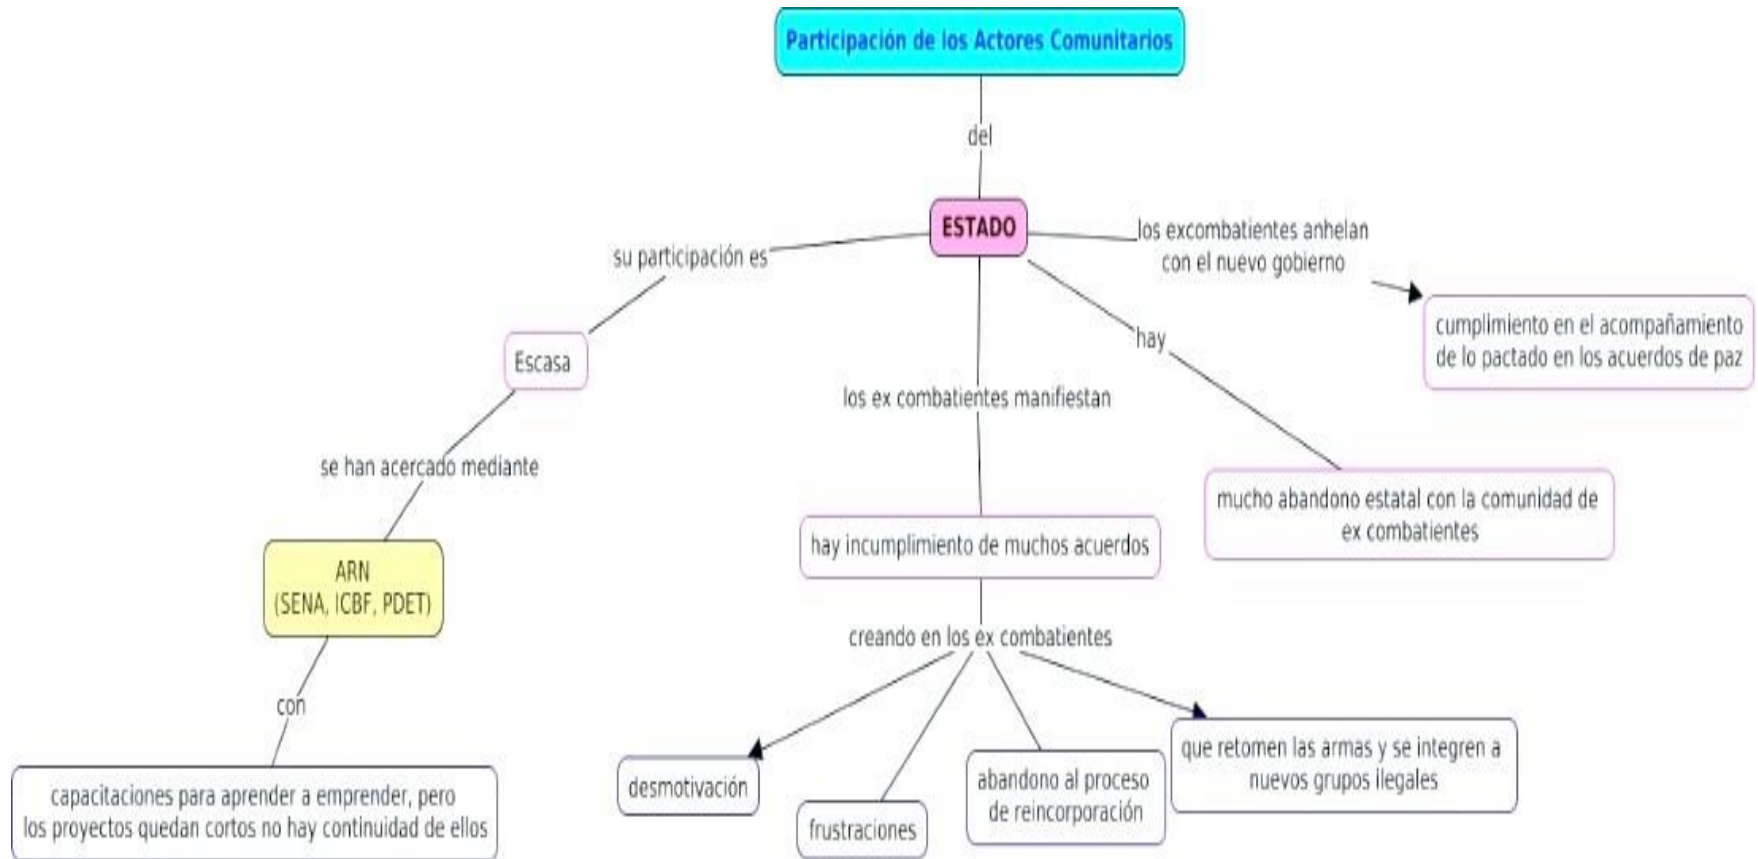 Participación de los Actores Comunitarios
del
ESTADO
su participación es
los excombatientes anhelan
con el nuevo gobierno
Escasa
hay
cumplimiento en el acompañamiento
de lo pactado en los acuerdos de paz
los ex combatientes manifiestan
se han acercado mediante
mucho abandono estatal con la comunidad de
ex combatientes
ARN
(SENA, ICBF, PDET)
hay incumplimiento de muchos acuerdos
creando en los ex combatientes
con
capacitaciones para aprender a emprender, pero
los proyectos quedan cortos no hay continuidad de ellos
desmotivación
frustraciones
abandono al proceso
de reincorporación
que retomen las armas y se integren a
nuevos grupos ilegales